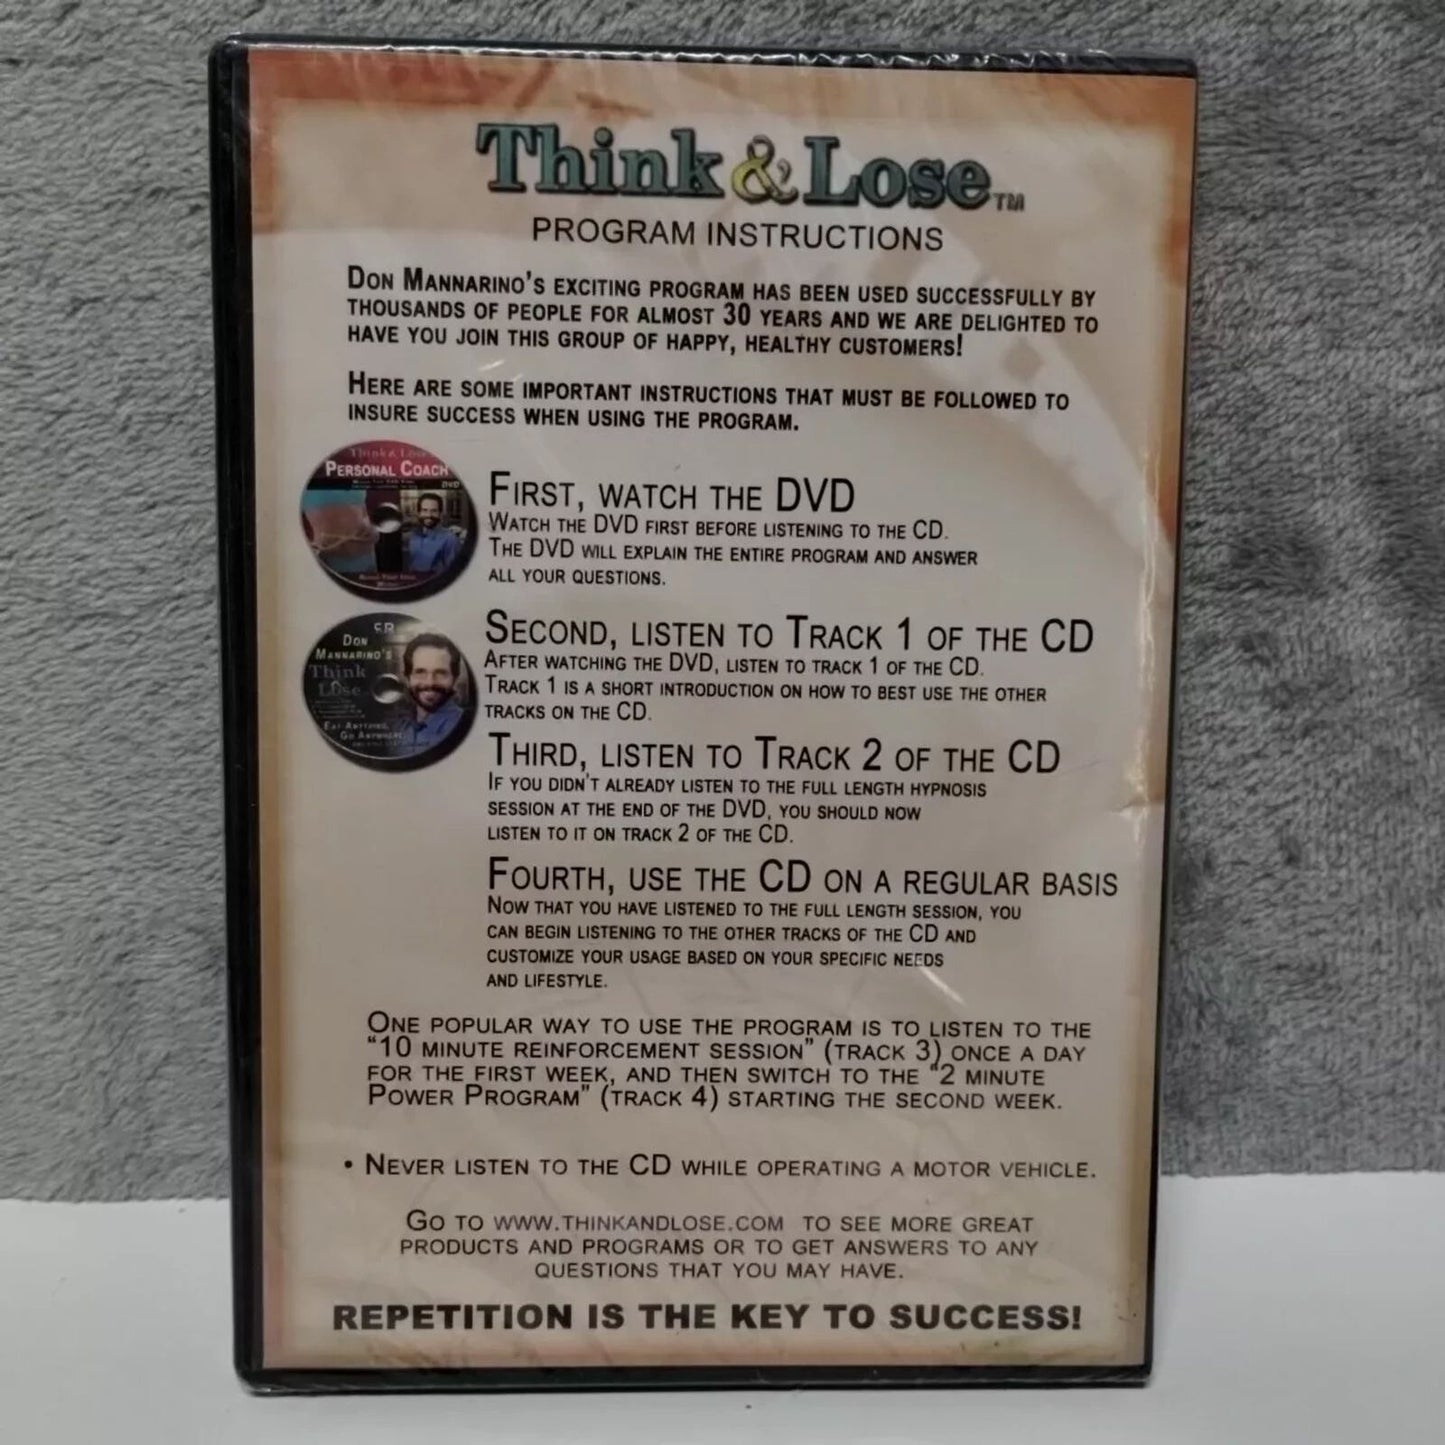 Think & Lose™
PROGRAM INSTRUCTIONS
DON MANNARINO'S EXCITING PROGRAM HAS BEEN USED SUCCESSFULLY BY
THOUSANDS OF PEOPLE FOR ALMOST 30 YEARS AND WE ARE DELIGHTED TO
HAVE YOU JOIN THIS GROUP OF HAPPY, HEALTHY CUSTOMERS!
HERE ARE SOME IMPORTANT INSTRUCTIONS THAT MUST BE FOLLOWED TO
INSURE SUCCESS WHEN USING THE PROGRAM.
Think & Lose
PERSONAL COACH
DVD
FIRST, WATCH THE DVD
WATCH THE DVD FIRST BEFORE LISTENING TO THE CD.
THE DVD WILL EXPLAIN THE ENTIRE PROGRAM AND ANSWER
ALL YOUR QUESTIONS.
DON
MANNARINO'S
Think
& Lose
EAT ANYTHING,
GO ANYWHERE,
SECOND, LISTEN TO TRACK 1 OF THE CD
AFTER WATCHING THE DVD, LISTEN TO TRACK 1 OF THE CD.
TRACK 1 IS A SHORT INTRODUCTION ON HOW TO BEST USE THE OTHER
TRACKS ON THE CD.
THIRD, LISTEN TO TRACK 2 OF THE CD
IF YOU DIDN'T ALREADY LISTEN TO THE FULL LENGTH HYPNOSIS
SESSION AT THE END OF THE DVD, YOU SHOULD NOW
LISTEN TO IT ON TRACK 2 OF THE CD.
FOURTH, USE THE CD ON A REGULAR BASIS
NOW THAT YOU HAVE LISTENED TO THE FULL LENGTH SESSION, YOU
CAN BEGIN LISTENING TO THE OTHER TRACKS OF THE CD AND
CUSTOMIZE YOUR USAGE BASED ON YOUR SPECIFIC NEEDS
AND LIFESTYLE.
ONE POPULAR WAY TO USE THE PROGRAM IS TO LISTEN TO THE
"10 MINUTE REINFORCEMENT SESSION" (TRACK 3) ONCE A DAY
FOR THE FIRST WEEK, AND THEN SWITCH TO THE "2 MINUTE
POWER PROGRAM" (TRACK 4) STARTING THE SECOND WEEK.
• NEVER LISTEN TO THE CD WHILE OPERATING A MOTOR VEHICLE.
GO TO WWW.THINKANDLOSE.COM TO SEE MORE GREAT
PRODUCTS AND PROGRAMS OR TO GET ANSWERS TO ANY
QUESTIONS THAT YOU MAY HAVE.
REPETITION IS THE KEY TO SUCCESS!